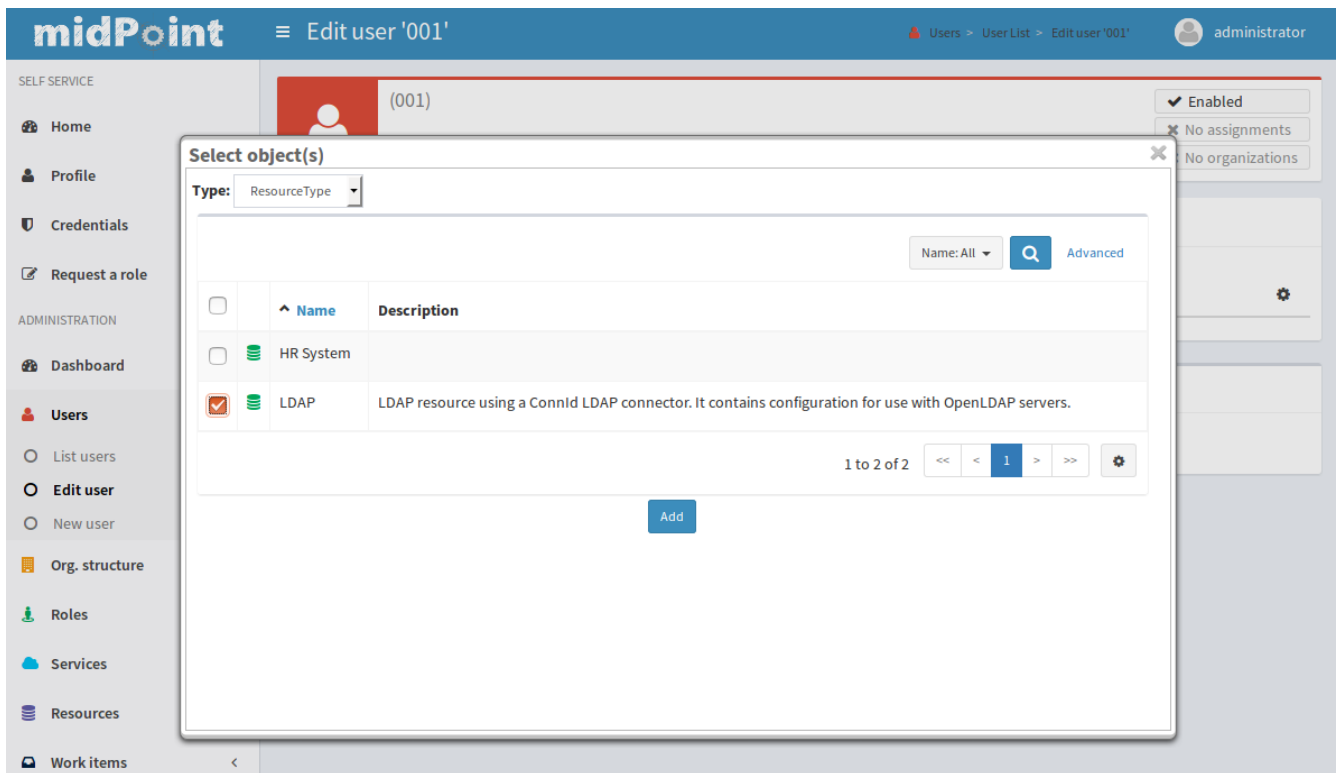 midPoint
Edit user '001'
Users > User List > Edit user '001'
administrator
SELF SERVICE
Home
Profile
Credentials
Request a role
ADMINISTRATION
Dashboard
Users
List users
Edit user
New user
Org. structure
Roles
Services
Resources
Work items
(001)
Enabled
No assignments
No organizations
Select object(s)
Type: ResourceType
Name: All
Advanced
Name Description
HR System
LDAP LDAP resource using a ConnId LDAP connector. It contains configuration for use with OpenLDAP servers.
1 to 2 of 2 << < 1 > >>
Add